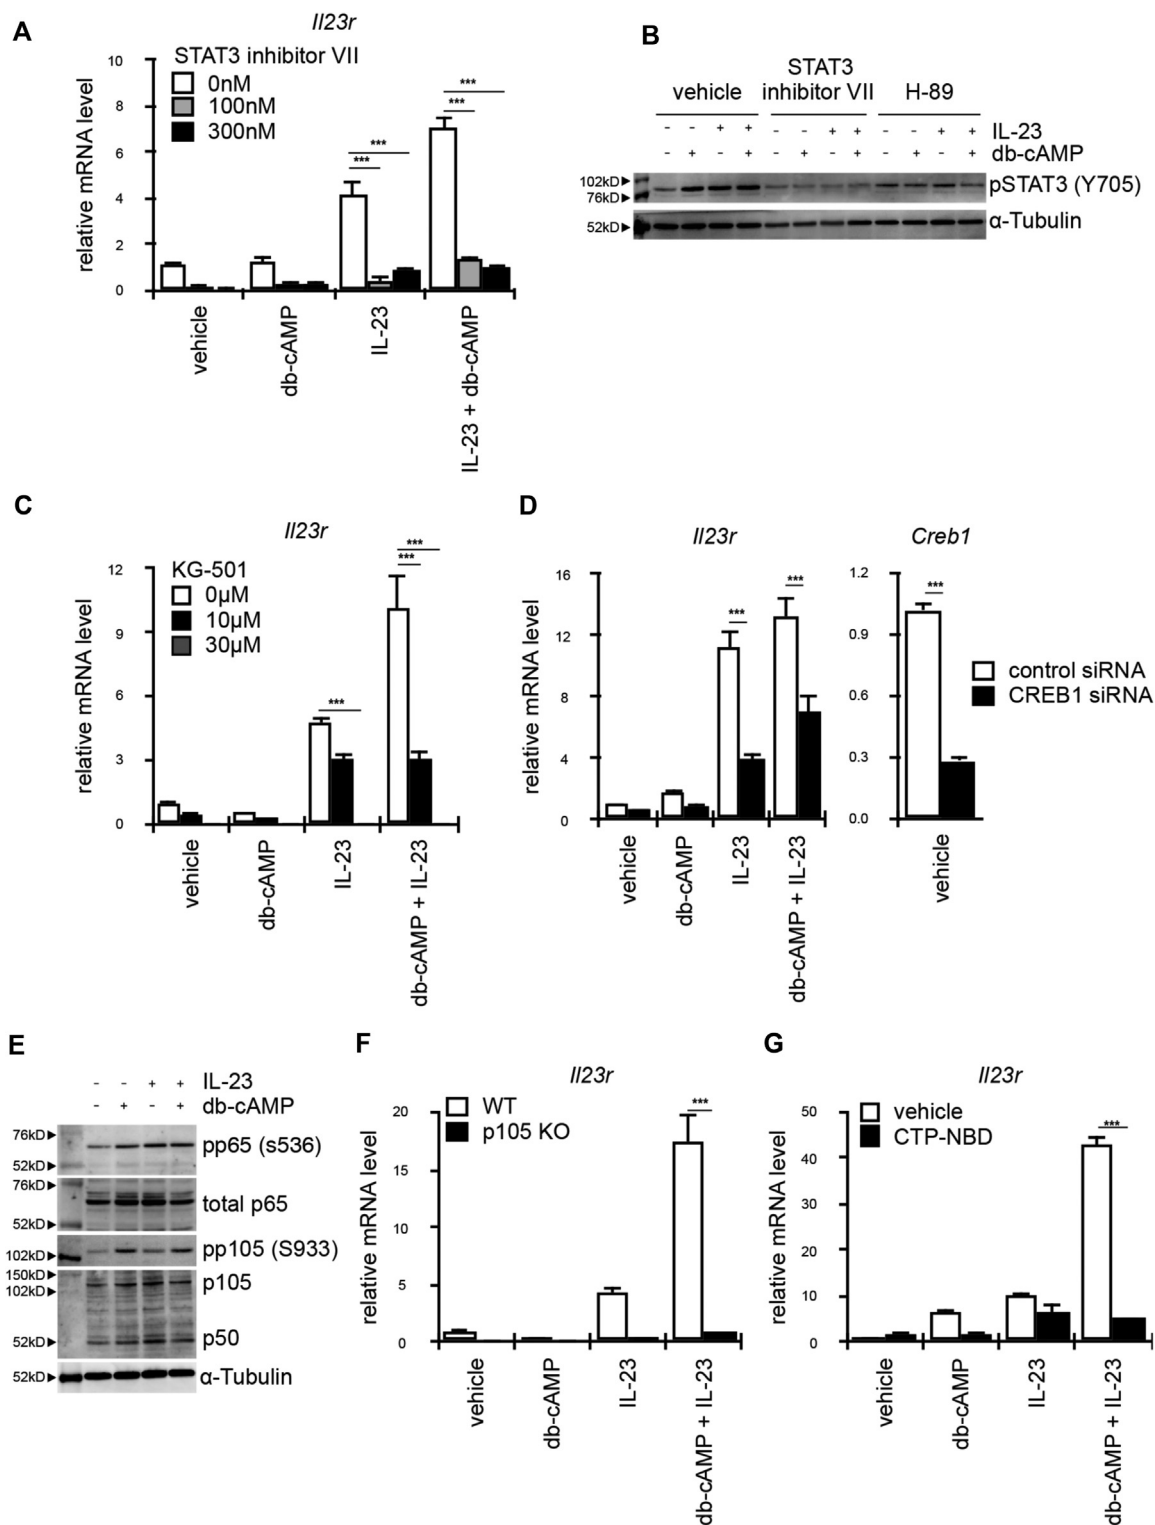 A
Il23r
STAT3 inhibitor VII
0nM
100nM
300nM
relative mRNA level
10
8
6
4
2
0
*** *** *** ***
vehicle
db-cAMP
IL-23
IL-23 + db-cAMP
B
vehicle
STAT3 inhibitor VII
H-89
- - + + - - + + - - + + IL-23
- + - + - + - + - + - + db-cAMP
102kD
76kD
pSTAT3 (Y705)
52kD
α-Tubulin
C
Il23r
KG-501
0µM
10µM
30µM
relative mRNA level
12
9
6
3
0
*** *** ***
vehicle
db-cAMP
IL-23
db-cAMP + IL-23
D
Il23r
relative mRNA level
16
12
8
4
0
*** ***
vehicle
db-cAMP
IL-23
db-cAMP + IL-23
Creb1
1.2
0.9
0.6
0.3
0.0
***
vehicle
control siRNA
CREB1 siRNA
E
- - + + IL-23
- + - + db-cAMP
76kD
52kD
pp65 (s536)
76kD
52kD
total p65
102kD
pp105 (S933)
150kD
102kD
p105
52kD
p50
52kD
α-Tubulin
F
Il23r
WT
p105 KO
relative mRNA level
20
15
10
5
0
***
vehicle
db-cAMP
IL-23
db-cAMP + IL-23
G
Il23r
vehicle
CTP-NBD
relative mRNA level
50
40
30
20
10
0
***
vehicle
db-cAMP
IL-23
db-cAMP + IL-23